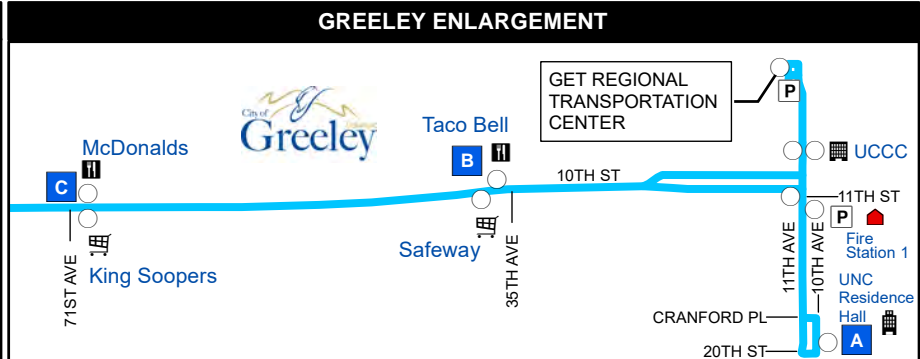 GREELEY ENLARGEMENT
GET REGIONAL
TRANSPORTATION
CENTER
P
City of
Greeley
McDonalds
Taco Bell
UCCC
C
B
10TH ST
11TH ST
P
Fire
Station 1
Safeway
King Soopers
71ST AVE
35TH AVE
11TH AVE
10TH AVE
UNC
Residence
Hall
CRANFORD PL
A
20TH ST